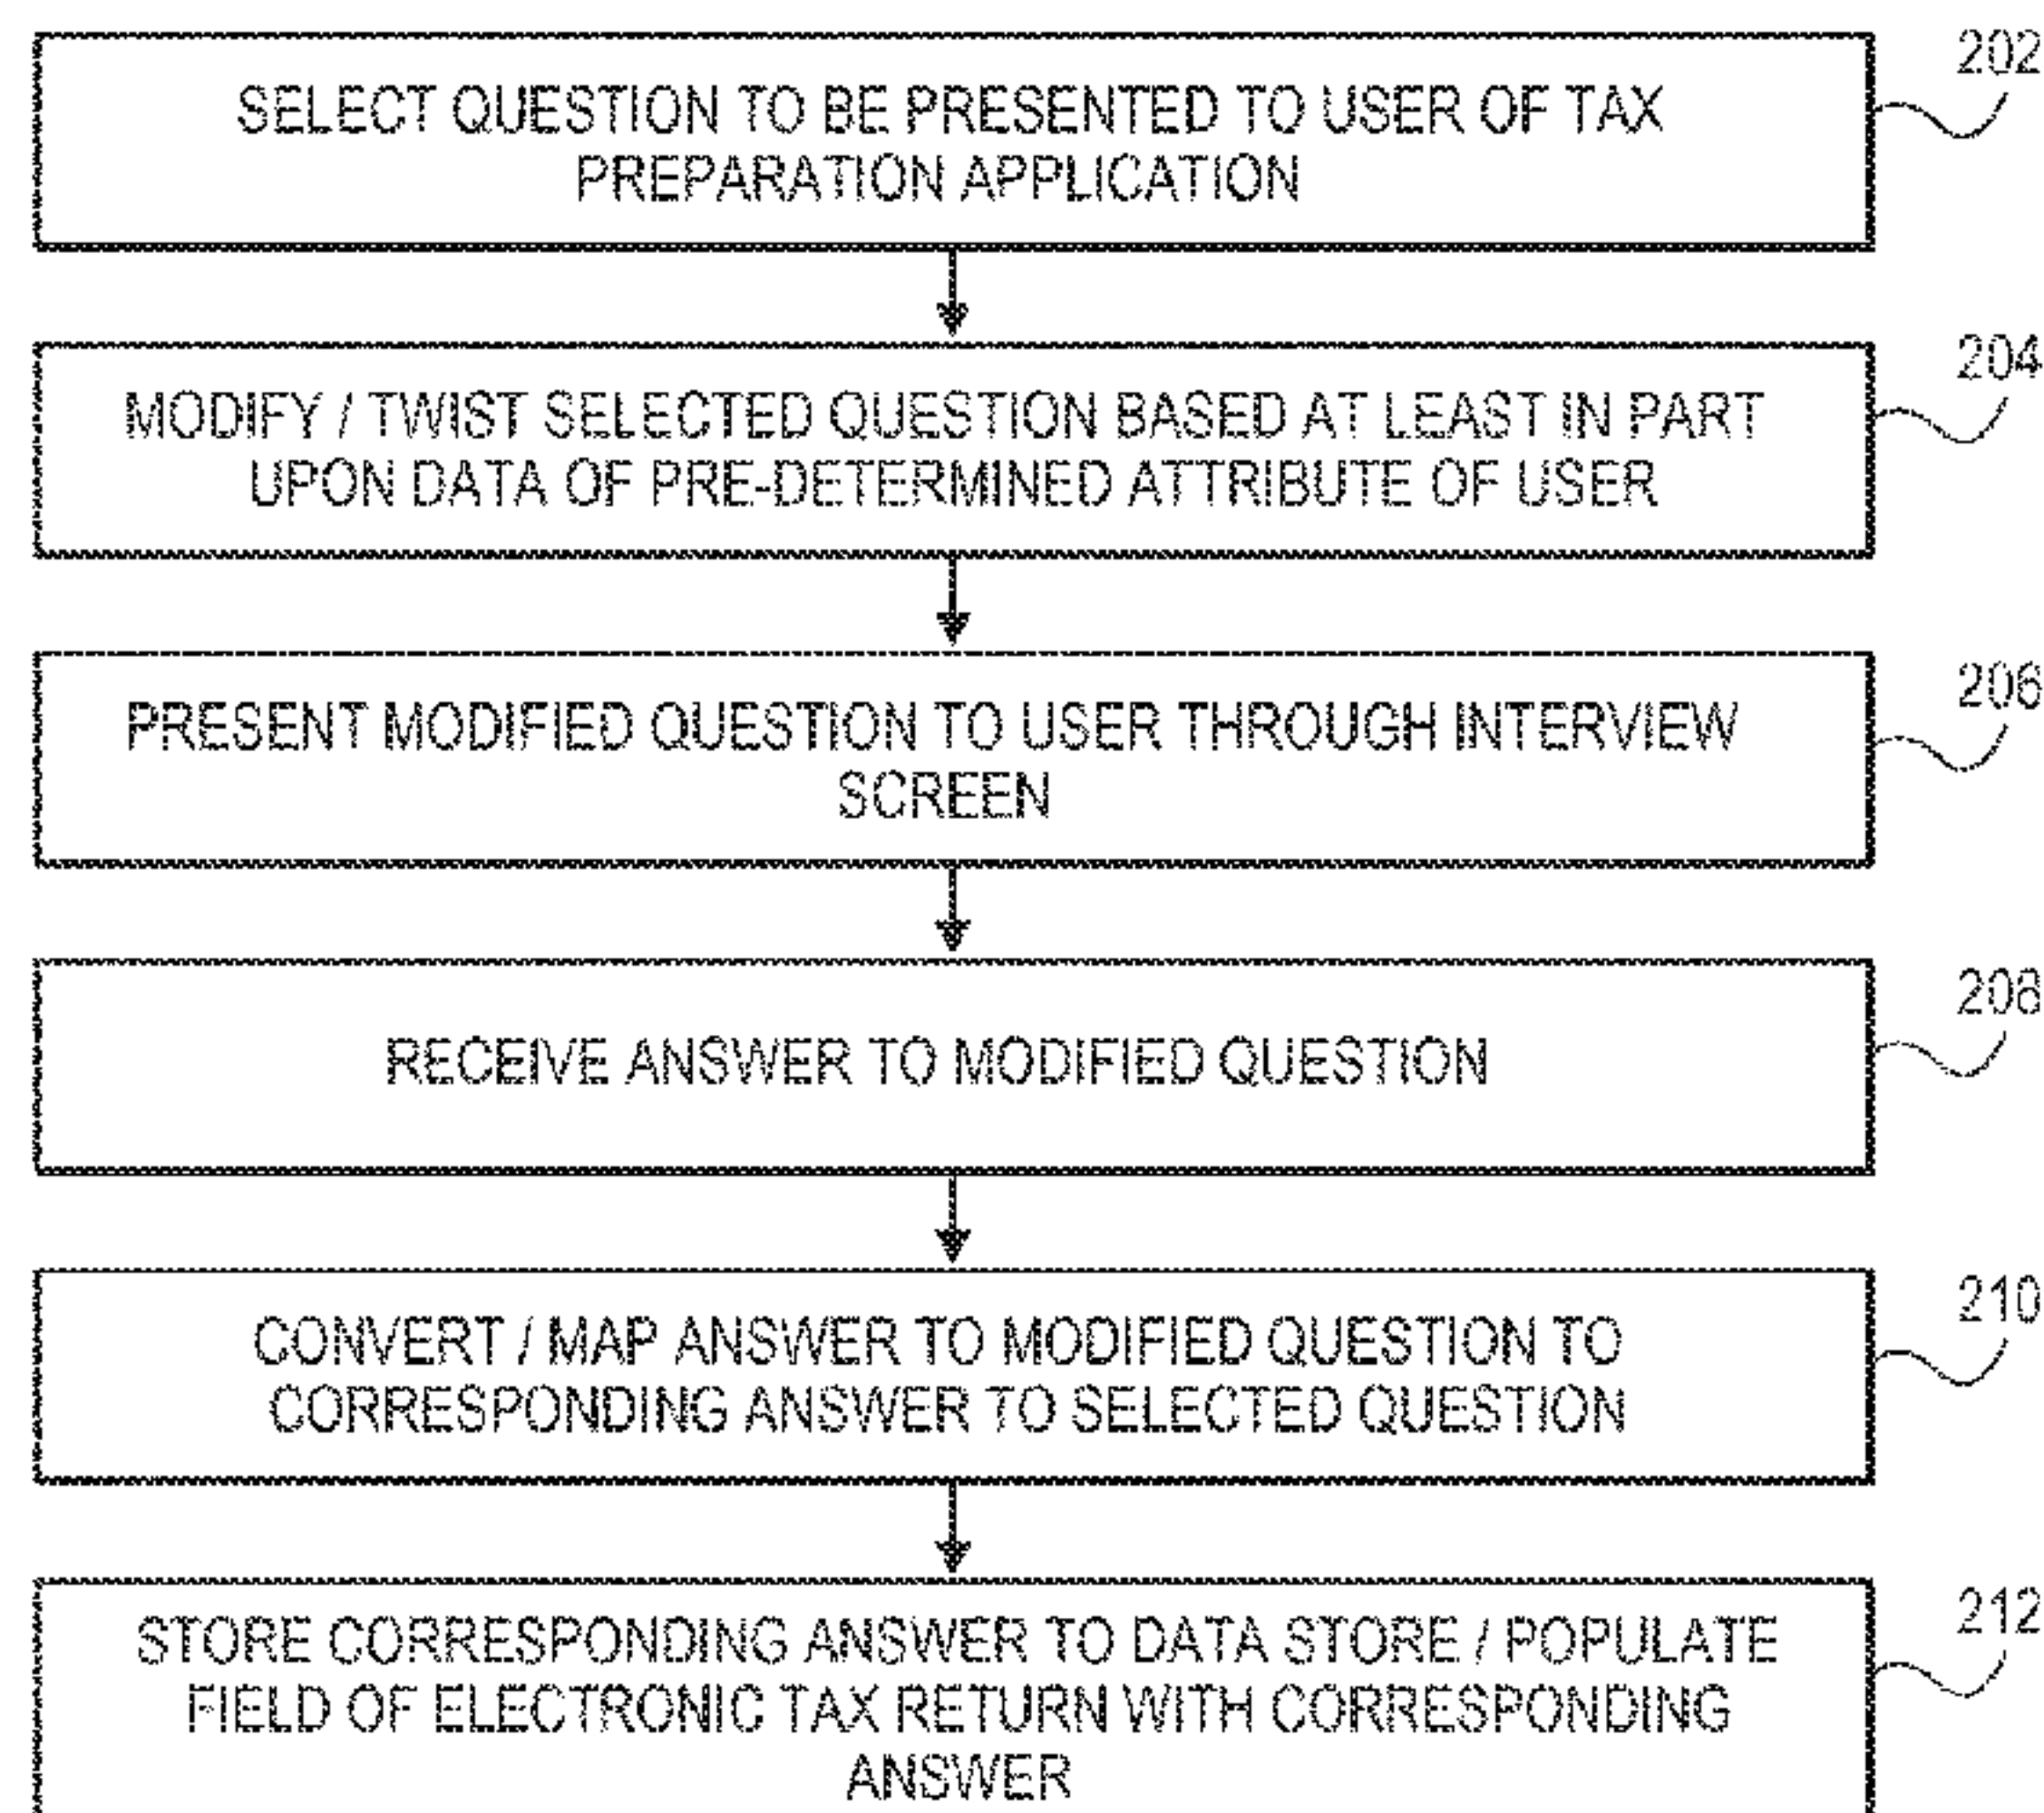 202
SELECT QUESTION TO BE PRESENTED TO USER OF TAX
PREPARATION APPLICATION
204
MODIFY / TWIST SELECTED QUESTION BASED AT LEAST IN PART
UPON DATA OF PRE-DETERMINED ATTRIBUTE OF USER
206
PRESENT MODIFIED QUESTION TO USER THROUGH INTERVIEW
SCREEN
208
RECEIVE ANSWER TO MODIFIED QUESTION
210
CONVERT / MAP ANSWER TO MODIFIED QUESTION TO
CORRESPONDING ANSWER TO SELECTED QUESTION
212
STORE CORRESPONDING ANSWER TO DATA STORE / POPULATE
FIELD OF ELECTRONIC TAX RETURN WITH CORRESPONDING
ANSWER